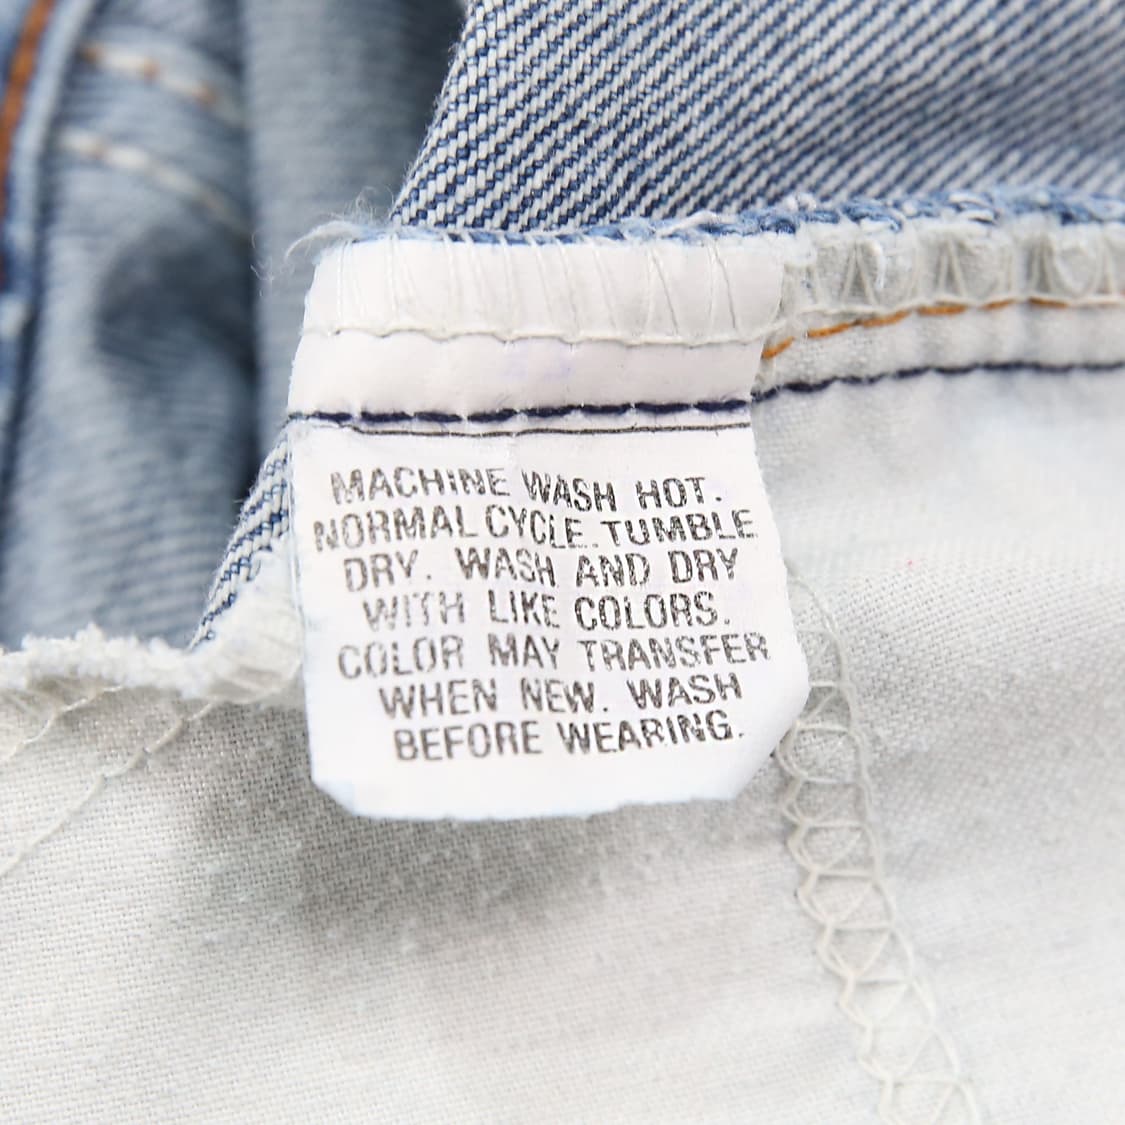 MACHINE WASH HOT.
NORMAL CYCLE. TUMBLE
DRY. WASH AND DRY
WITH LIKE COLORS.
COLOR MAY TRANSFER
WHEN NEW. WASH
BEFORE WEARING.